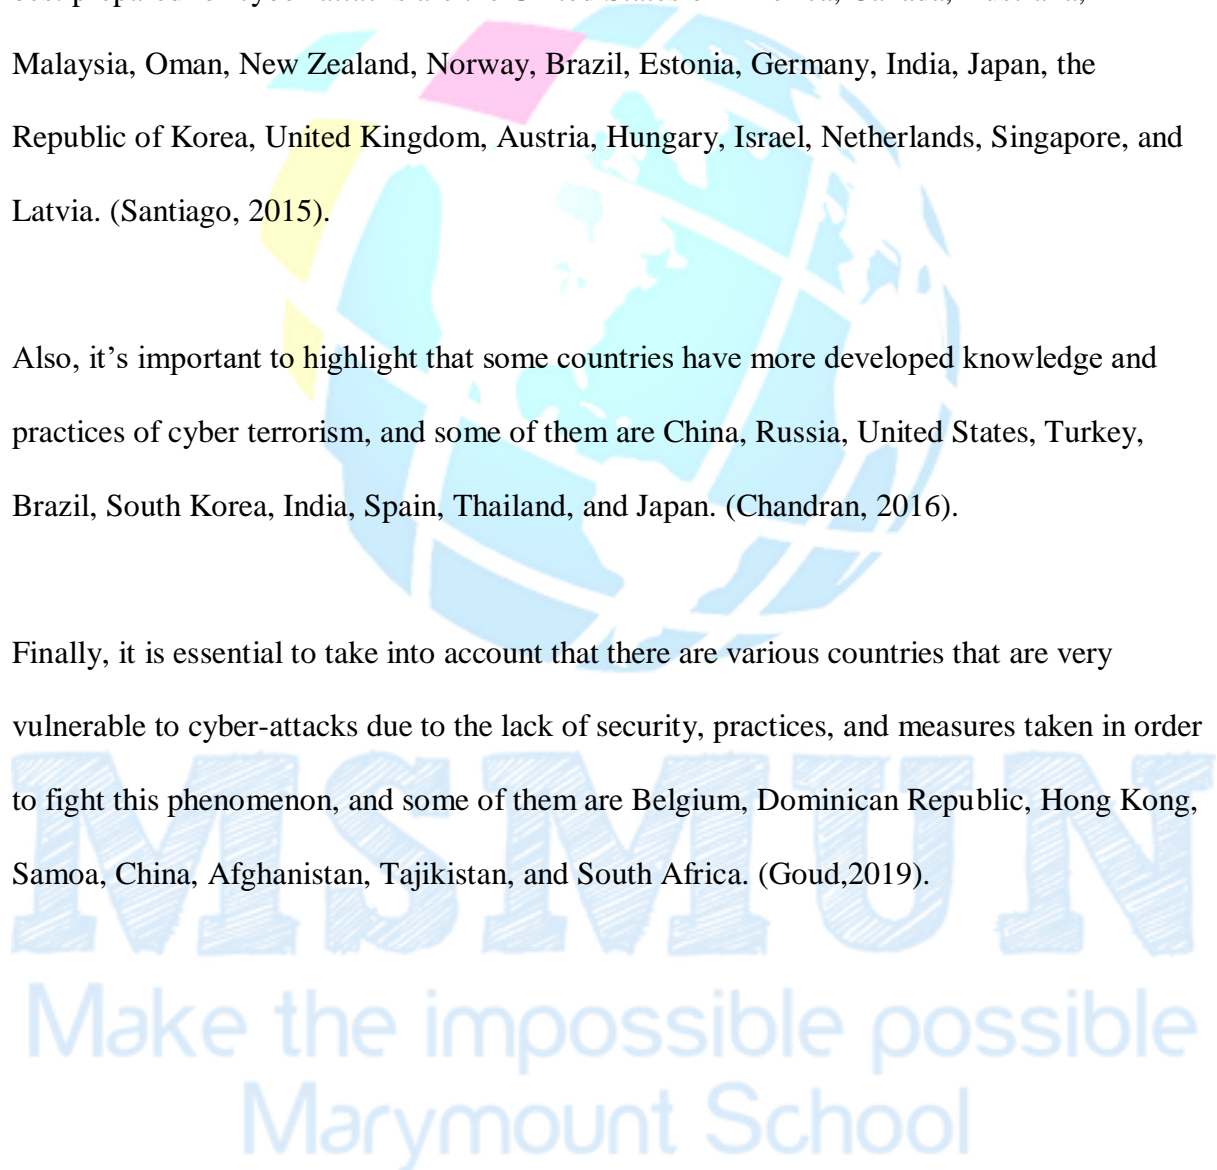 Malaysia, Oman, New Zealand, Norway, Brazil, Estonia, Germany, India, Japan, the
Republic of Korea, United Kingdom, Austria, Hungary, Israel, Netherlands, Singapore, and
Latvia. (Santiago, 2015).
Also, it’s important to highlight that some countries have more developed knowledge and
practices of cyber terrorism, and some of them are China, Russia, United States, Turkey,
Brazil, South Korea, India, Spain, Thailand, and Japan. (Chandran, 2016).
Finally, it is essential to take into account that there are various countries that are very
vulnerable to cyber-attacks due to the lack of security, practices, and measures taken in order
to fight this phenomenon, and some of them are Belgium, Dominican Republic, Hong Kong,
Samoa, China, Afghanistan, Tajikistan, and South Africa. (Goud,2019).
MSMUN
Make the impossible possible
Marymount School